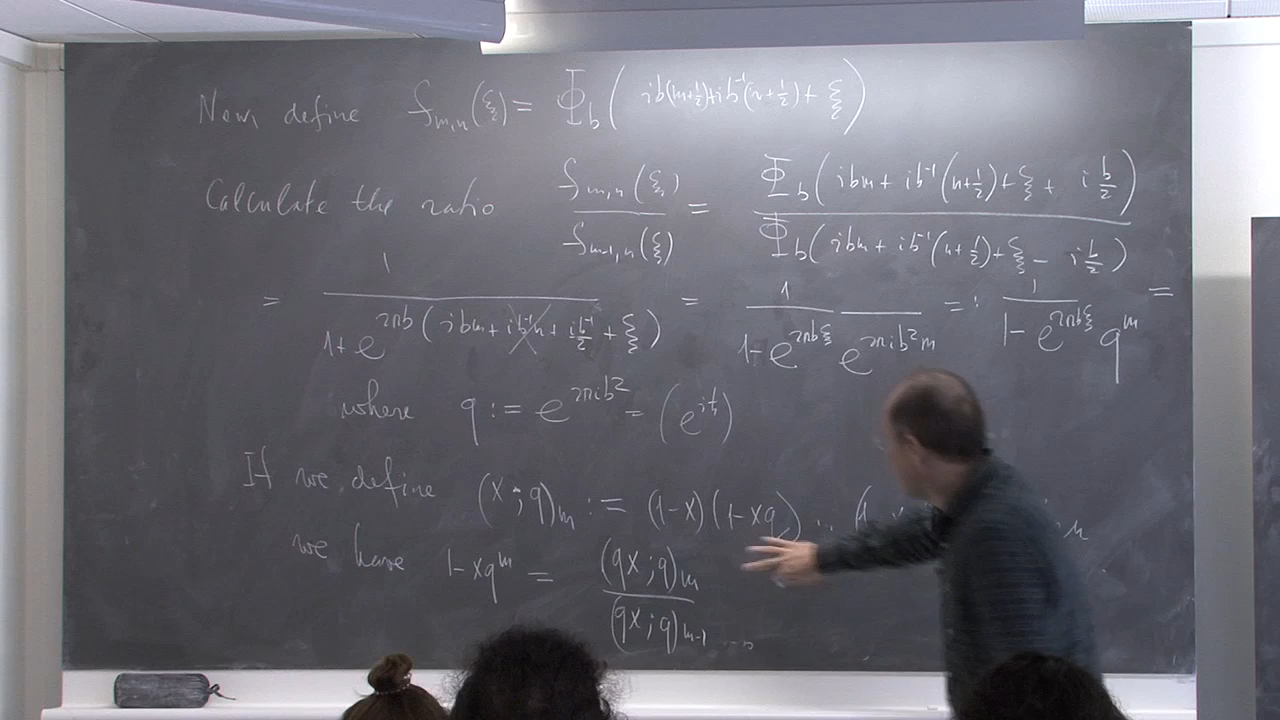 Now define f_{m,n}(ξ) = Φ_b( ib(m+½)+ib⁻¹(n+½)+ξ )
Calculate the ratio f_{m,n}(ξ) / f_{m-1,n}(ξ) = Φ_b( ibm + ib⁻¹(n+½)+ξ + i b/2 ) / Φ_b( ibm + ib⁻¹(n+½)+ξ - i b/2 )
= 1 / (1+e^{2πb( ibm + ib⁻¹n + ib⁻¹/2 + ξ )}) = 1 / (1-e^{2πbξ} e^{2πib²m}) =: 1 / (1-e^{2πbξ} q^m) =
where q := e^{2πib²} = (e^{iħ})
If we define (x;q)_m := (1-x)(1-xq) ... (1-x
we have 1-xq^m = (qx;q)_m / (qx;q)_{m-1}